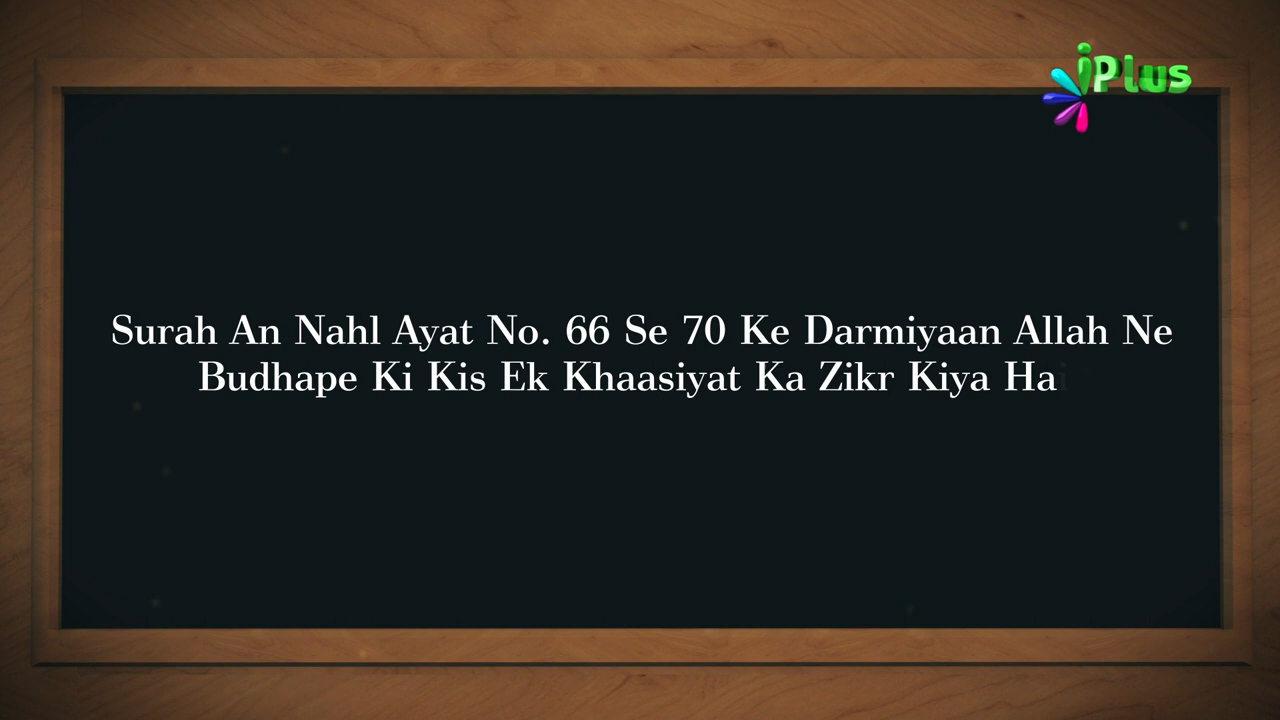 iPlus
Surah An Nahl Ayat No. 66 Se 70 Ke Darmiyaan Allah Ne
Budhape Ki Kis Ek Khaasiyat Ka Zikr Kiya Hai